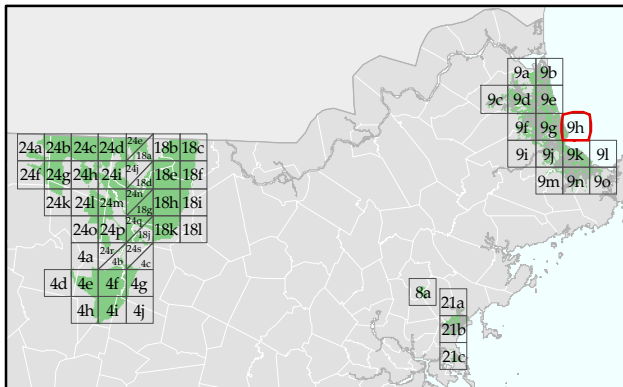 9a 9b
9c 9d 9e
9f 9g 9h
9i 9j 9k 9l
9m 9n 9o
24a 24b 24c 24d 24e 18a 18b 18c
24f 24g 24h 24i 24j 18d 18e 18f
24k 24l 24m 24n 18g 18h 18i
24o 24p 24q 18j 18k 18l
4a 24r 4b 24s 4c
4d 4e 4f 4g
4h 4i 4j
8a 21a
21b
21c